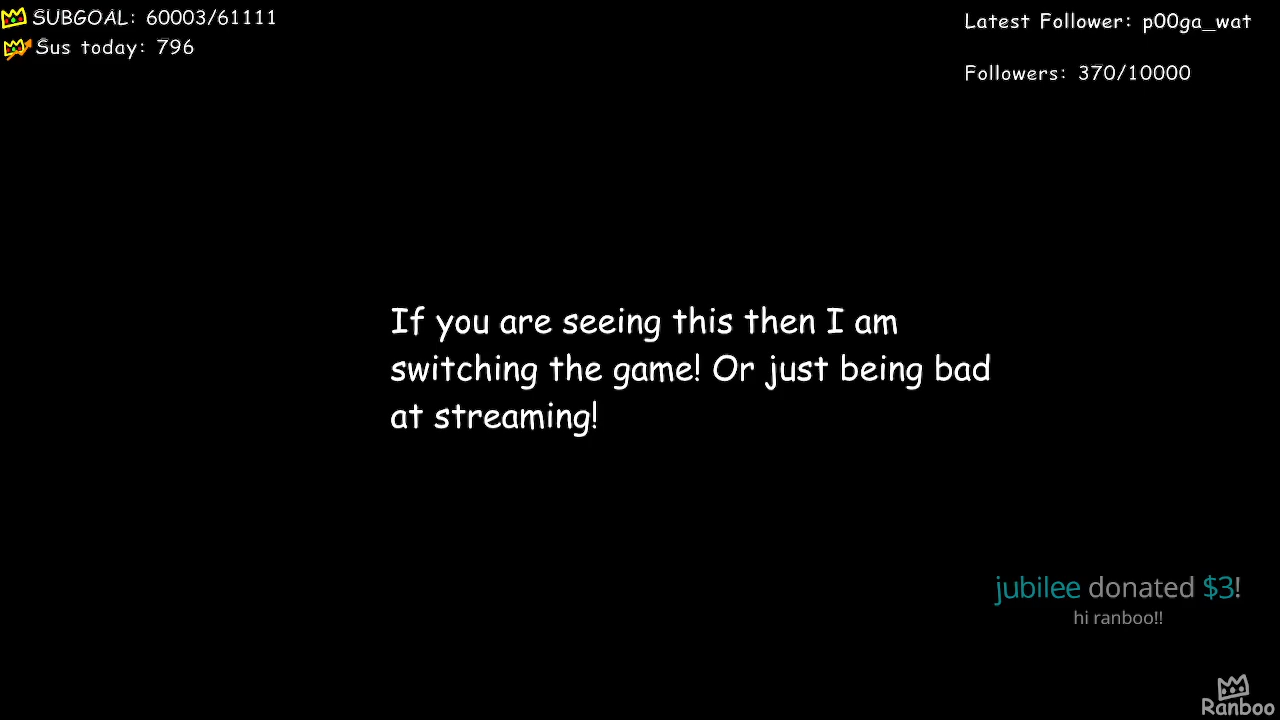 SUBGOAL: 60003/61111
Sus today: 796
Latest Follower: p00ga_wat
Followers: 370/10000
If you are seeing this then I am
switching the game! Or just being bad
at streaming!
jubilee donated $3!
hi ranboo!!
Ranboo